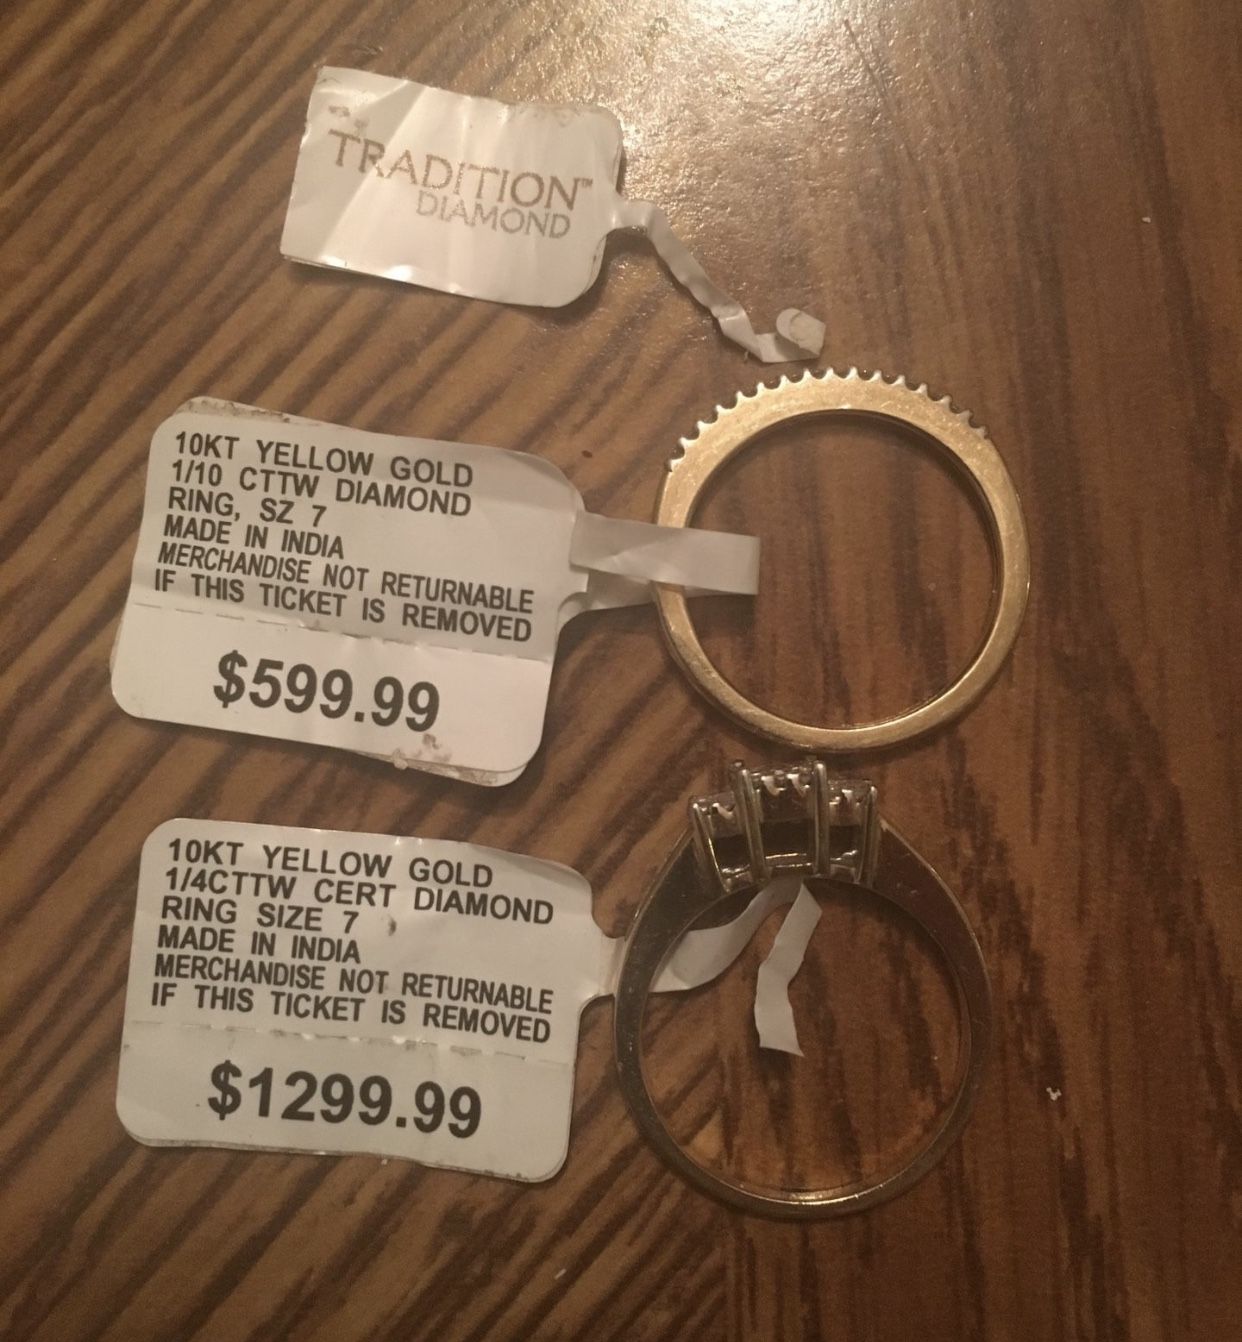 TRADITION™
DIAMOND
10KT YELLOW GOLD
1/10 CTTW DIAMOND
RING, SZ 7
MADE IN INDIA
MERCHANDISE NOT RETURNABLE
IF THIS TICKET IS REMOVED
$599.99
10KT YELLOW GOLD
1/4CTTW CERT DIAMOND
RING SIZE 7
MADE IN INDIA
MERCHANDISE NOT RETURNABLE
IF THIS TICKET IS REMOVED
$1299.99